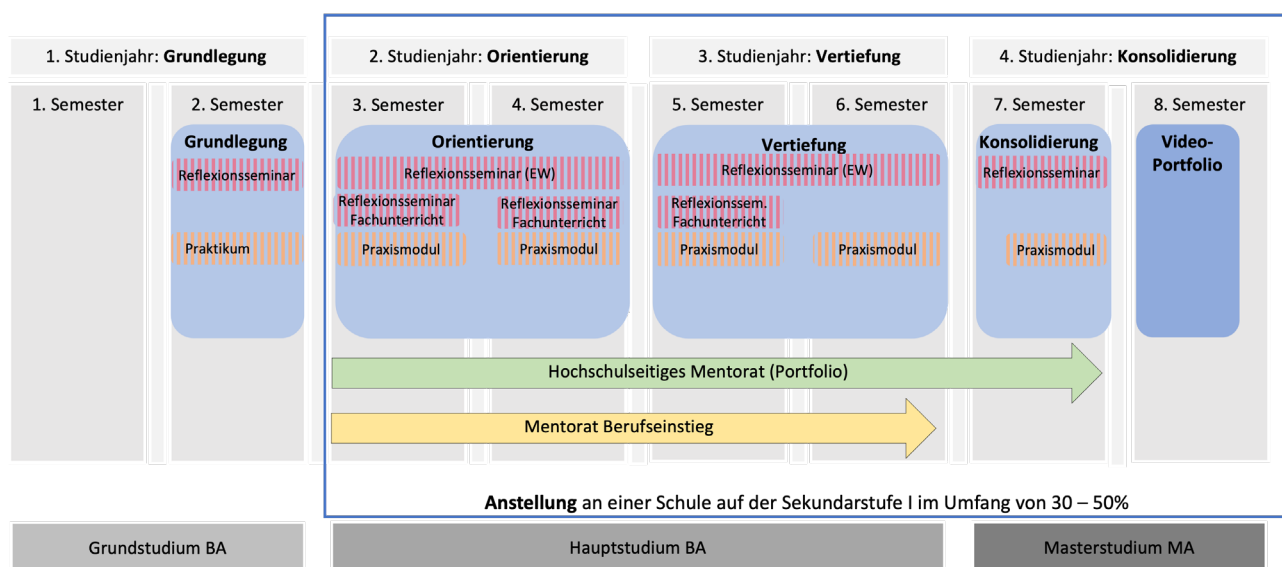 1. Studienjahr: Grundlegung
2. Studienjahr: Orientierung
3. Studienjahr: Vertiefung
4. Studienjahr: Konsolidierung
1. Semester
2. Semester
3. Semester
4. Semester
5. Semester
6. Semester
7. Semester
8. Semester
Grundlegung
Reflexionsseminar
Praktikum
Orientierung
Reflexionsseminar (EW)
Reflexionsseminar
Fachunterricht
Reflexionsseminar
Fachunterricht
Praxismodul
Praxismodul
Vertiefung
Reflexionsseminar (EW)
Reflexionssem.
Fachunterricht
Praxismodul
Praxismodul
Konsolidierung
Reflexionsseminar
Praxismodul
Video-
Portfolio
Hochschulseitiges Mentorat (Portfolio)
Mentorat Berufseinstieg
Anstellung an einer Schule auf der Sekundarstufe I im Umfang von 30 – 50%
Grundstudium BA
Hauptstudium BA
Masterstudium MA